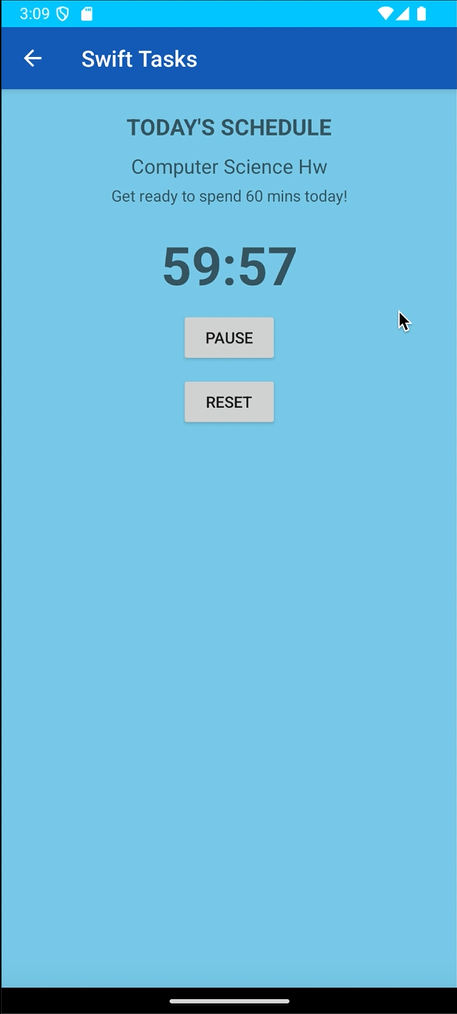 3:09
Swift Tasks
TODAY'S SCHEDULE
Computer Science Hw
Get ready to spend 60 mins today!
59:57
PAUSE
RESET